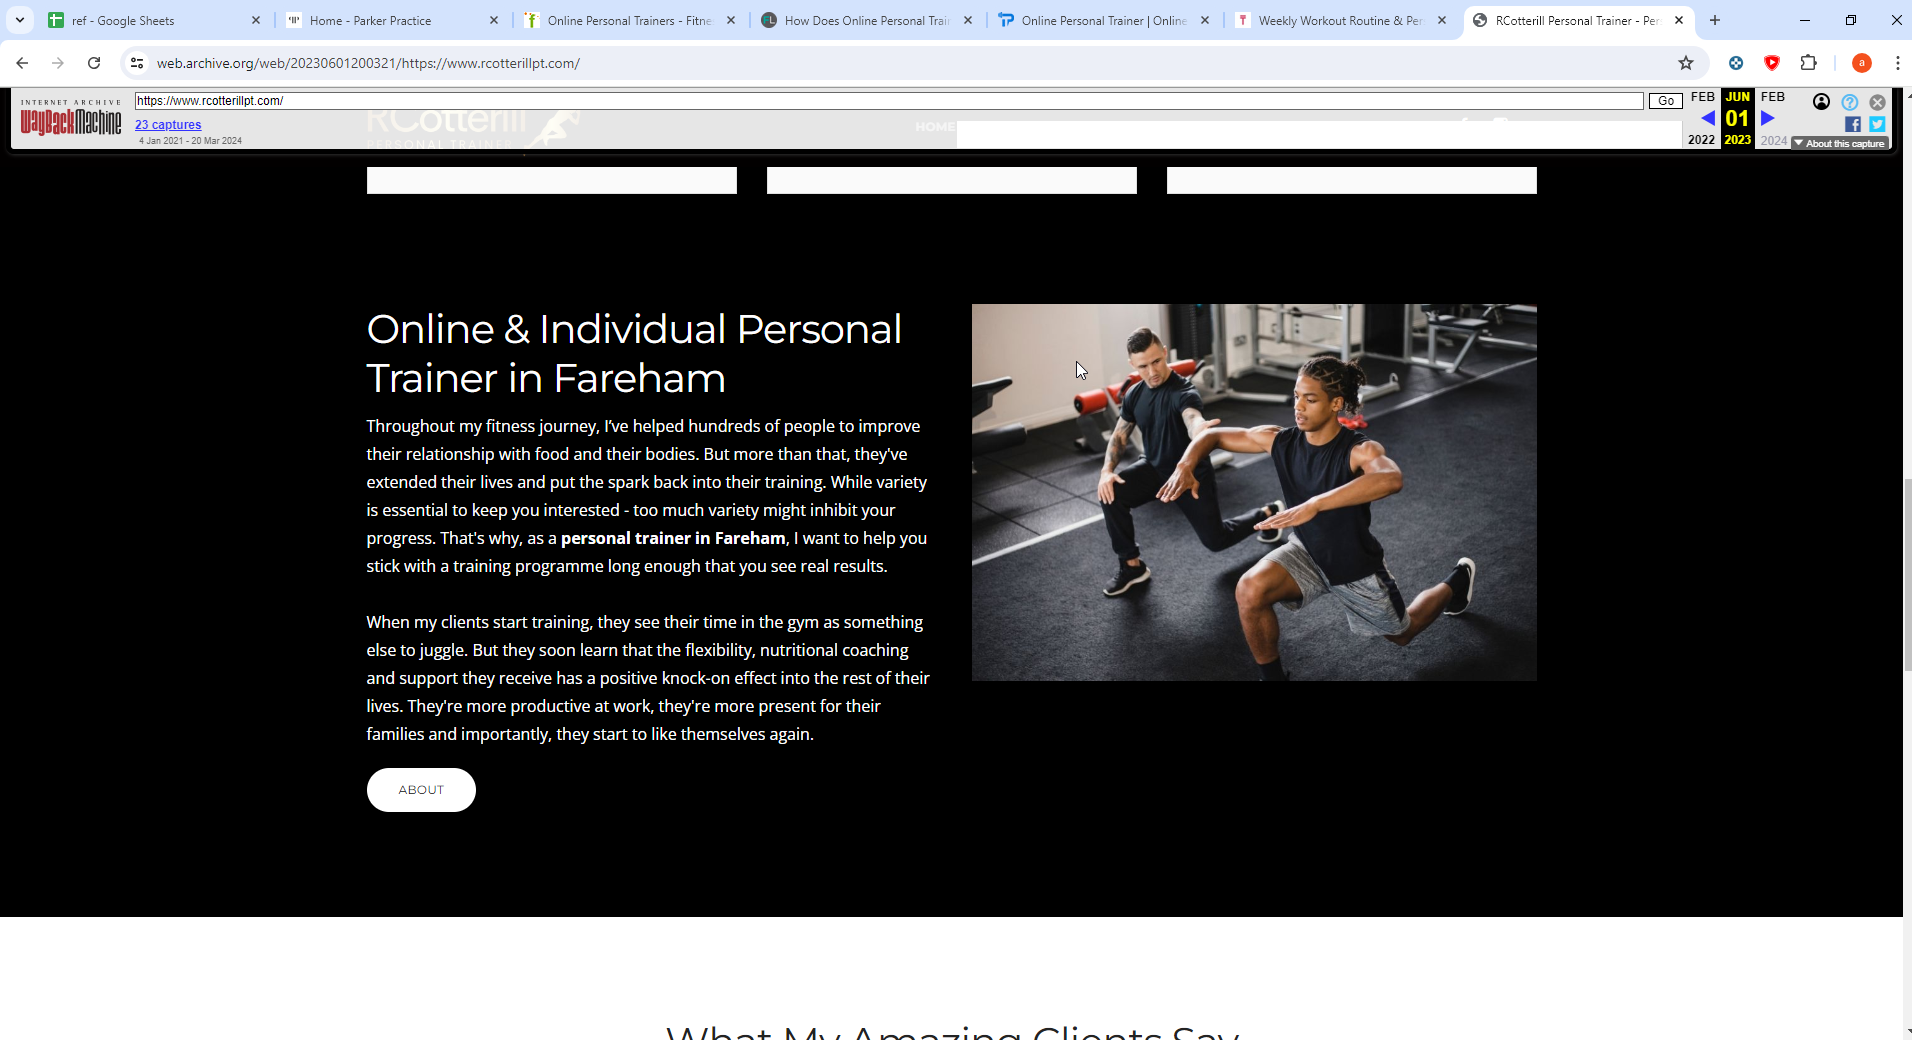 ref - Google Sheets
Home - Parker Practice
Online Personal Trainers - Fitne
How Does Online Personal Train
Online Personal Trainer | Online
Weekly Workout Routine & Per
RCotterill Personal Trainer - Per
web.archive.org/web/20230601200321/https://www.rcotterillpt.com/
a
INTERNET ARCHIVE
WayBackMachine
https://www.rcotterillpt.com/
Go
23 captures
4 Jan 2021 - 20 Mar 2024
FEB JUN FEB
01
2022 2023 2024
About this capture
RCotterill
PERSONAL TRAINER
HOME
Online & Individual Personal
Trainer in Fareham
Throughout my fitness journey, I’ve helped hundreds of people to improve
their relationship with food and their bodies. But more than that, they've
extended their lives and put the spark back into their training. While variety
is essential to keep you interested - too much variety might inhibit your
progress. That's why, as a personal trainer in Fareham, I want to help you
stick with a training programme long enough that you see real results.
When my clients start training, they see their time in the gym as something
else to juggle. But they soon learn that the flexibility, nutritional coaching
and support they receive has a positive knock-on effect into the rest of their
lives. They're more productive at work, they're more present for their
families and importantly, they start to like themselves again.
ABOUT
What My Amazing Clients Say